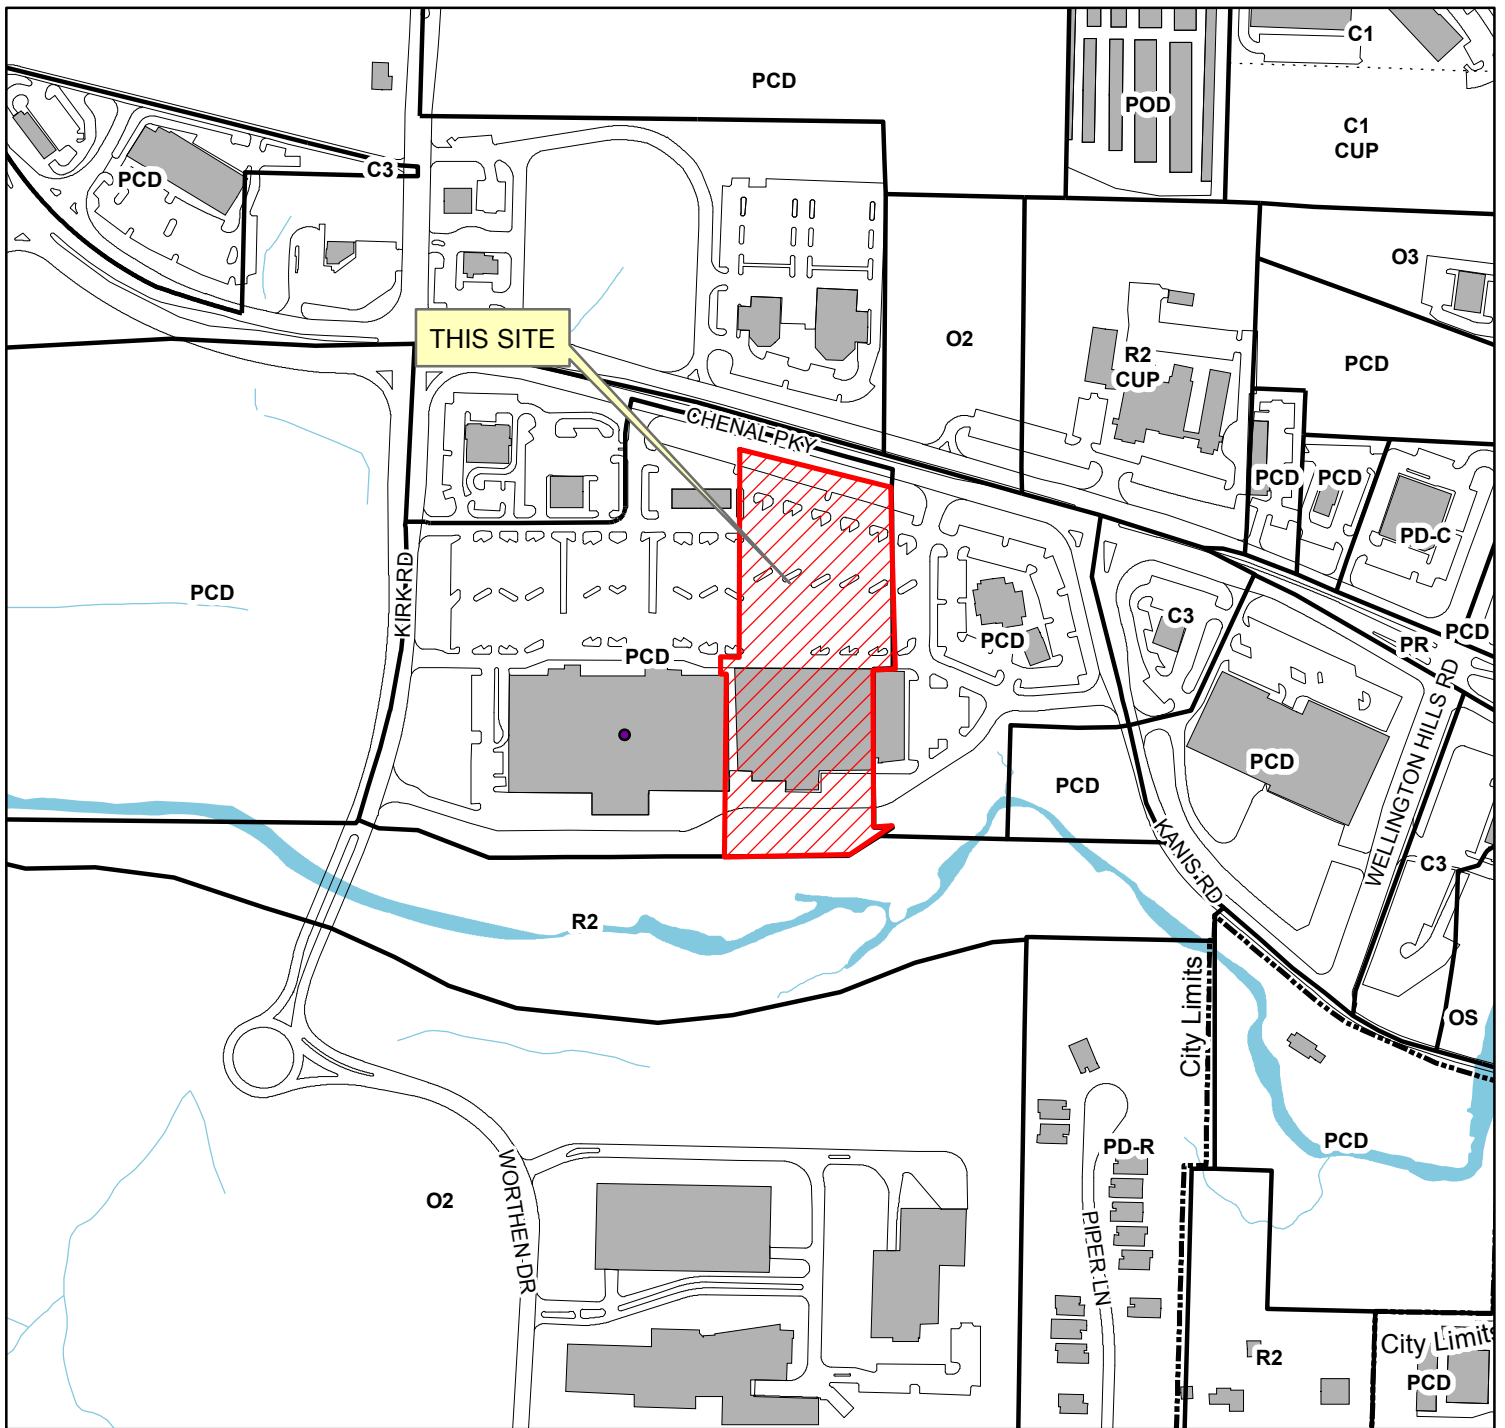 C1
PCD
POD
C1
CUP
C3
PCD
O3
THIS SITE
O2
R2
CUP
PCD
CHENAL PKY
PCD
PCD
PD-C
PCD
KIRK RD
C3
PCD
PR
PCD
PCD
WELLINGTON HILLS RD
PCD
PCD
KANIS RD
C3
R2
City Limits
OS
PD-R
PCD
O2
WORTHEN DR
PIPER LN
City Limits
R2
PCD